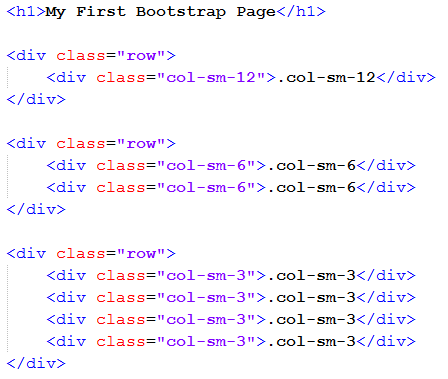 <h1>My First Bootstrap Page</h1>
<div class="row">
<div class="col-sm-12">.col-sm-12</div>
</div>
<div class="row">
<div class="col-sm-6">.col-sm-6</div>
<div class="col-sm-6">.col-sm-6</div>
</div>
<div class="row">
<div class="col-sm-3">.col-sm-3</div>
<div class="col-sm-3">.col-sm-3</div>
<div class="col-sm-3">.col-sm-3</div>
<div class="col-sm-3">.col-sm-3</div>
</div>